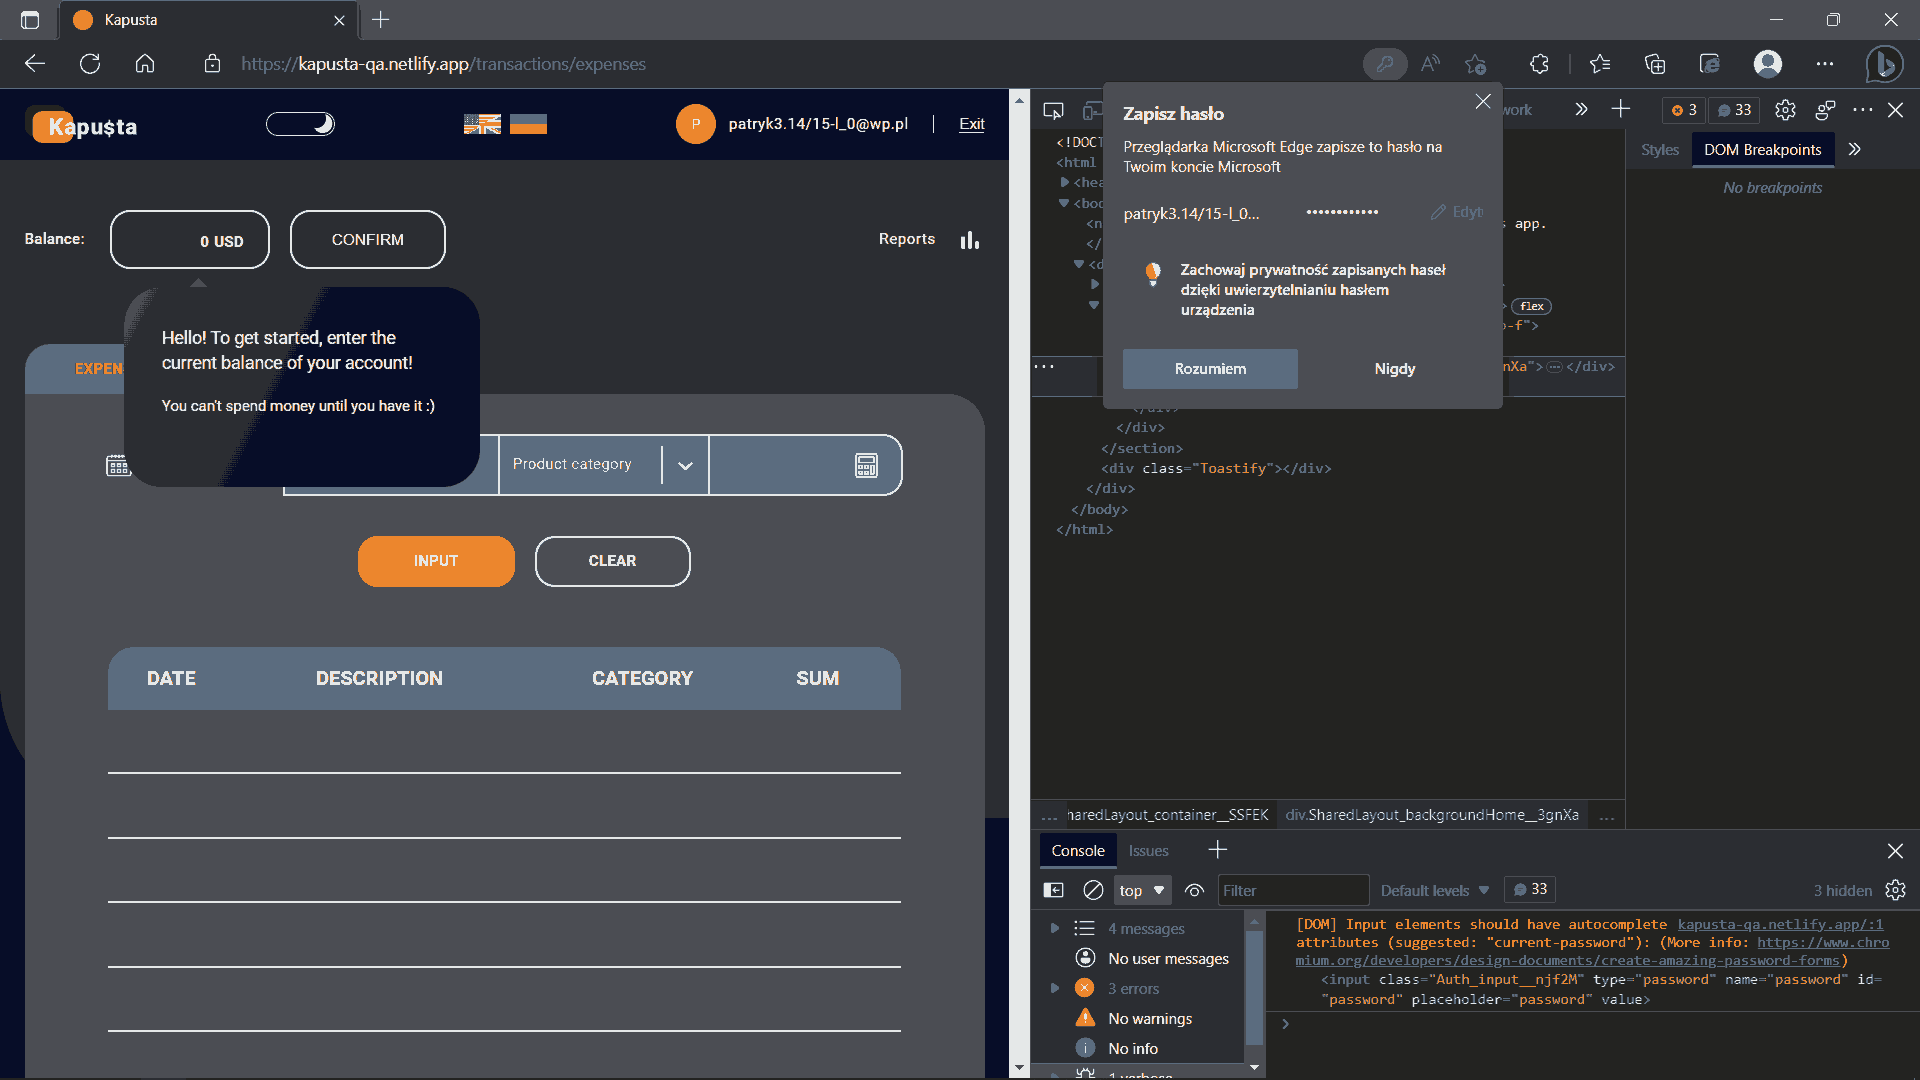 Kapusta
https://kapusta-qa.netlify.app/transactions/expenses
Kapu$ta
P
patryk3.14/15-l_0@wp.pl
Exit
Balance:
0 USD
CONFIRM
Reports
Hello! To get started, enter the
current balance of your account!
You can't spend money until you have it :)
EXPEN
Product category
INPUT
CLEAR
DATE DESCRIPTION CATEGORY SUM
Zapisz hasło
Przeglądarka Microsoft Edge zapisze to hasło na
Twoim koncie Microsoft
patryk3.14/15-l_0...
••••••••••••
Edyt
Zachowaj prywatność zapisanych haseł
dzięki uwierzytelnianiu hasłem
urządzenia
Rozumiem
Nigdy
work
3
33
<!DOCT
<html
<hea
<boc
<n
s app.
</
<d
flex
o-f">
nXa">…</div>
</div>
</div>
</section>
<div class="Toastify"></div>
</div>
</body>
</html>
Styles
DOM Breakpoints
No breakpoints
... haredLayout_container__SSFEK
div.SharedLayout_backgroundHome__3gnXa
...
Console
Issues
top
Filter
Default levels
33
3 hidden
4 messages
No user messages
3 errors
No warnings
No info
1 verbose
[DOM] Input elements should have autocomplete kapusta-qa.netlify.app/:1
attributes (suggested: "current-password"): (More info: https://www.chro
mium.org/developers/design-documents/create-amazing-password-forms)
<input class="Auth_input__njf2M" type="password" name="password" id=
"password" placeholder="password" value>